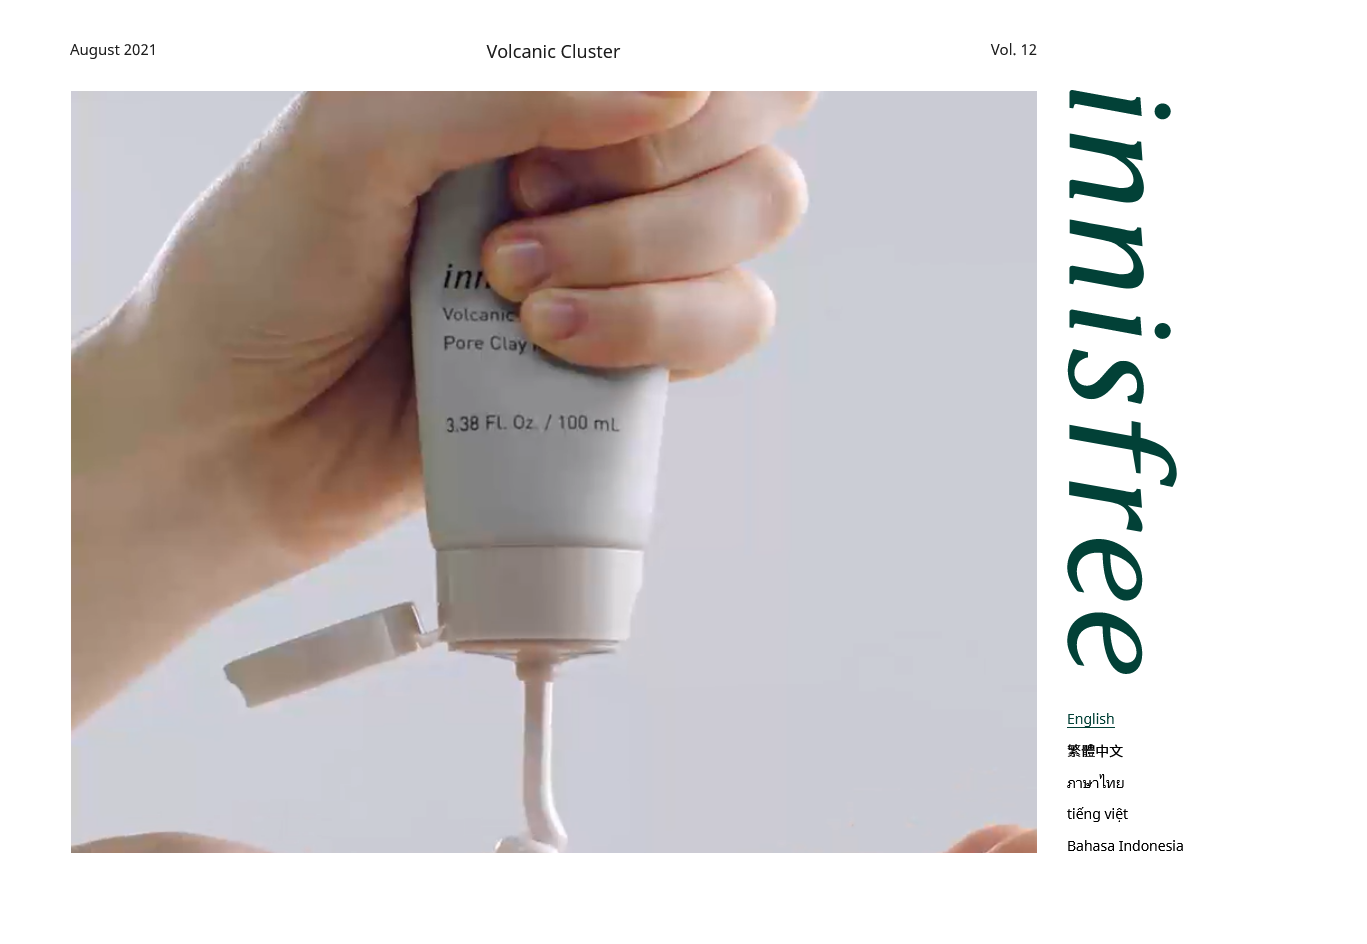 August 2021
Volcanic Cluster
Vol. 12
inn
Volcanic
Pore Clay
3.38 FL. Oz. / 100 mL
innisfree
English
繁體中文
ภาษาไทย
tiếng việt
Bahasa Indonesia